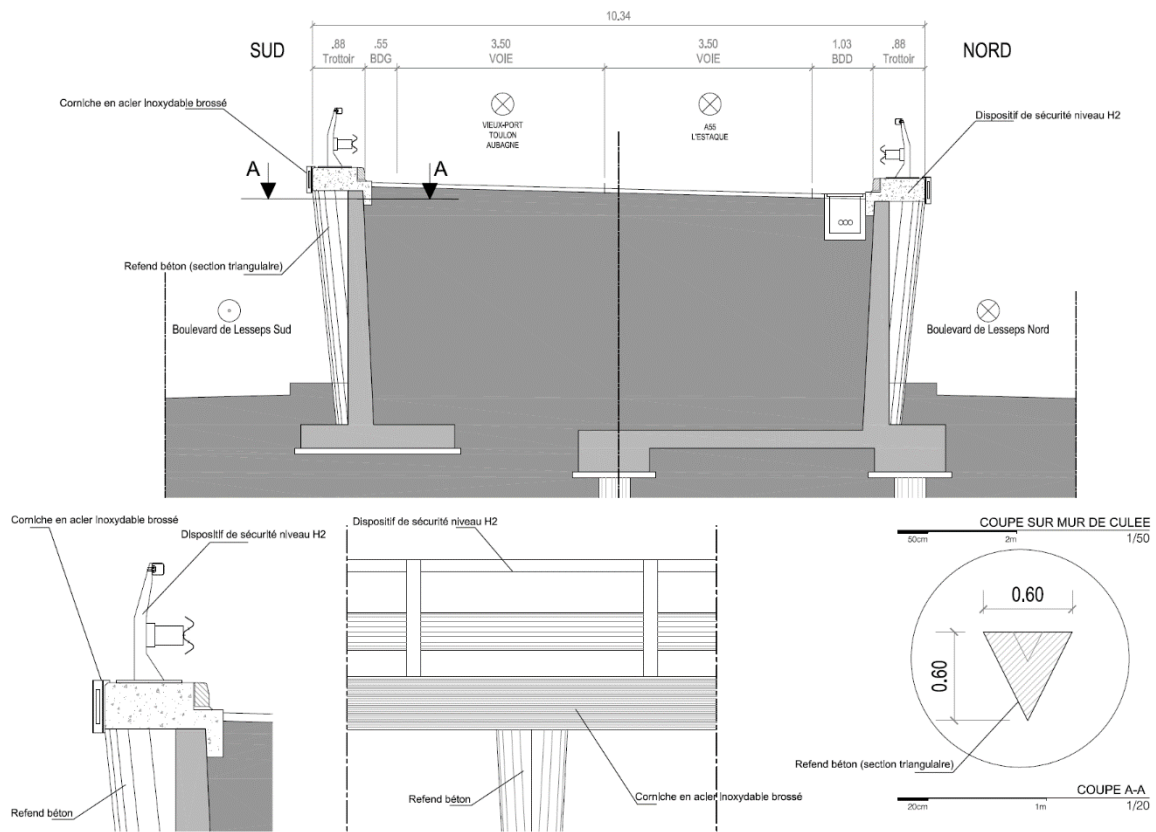 10.34
SUD
.88
Trottoir
.55
BDG
3.50
VOIE
3.50
VOIE
1.03
BDD
.88
Trottoir
NORD
Corniche en acier Inoxydable brossé
VIEUX-PORT
TOULON
AUBAGNE
A55
L'ESTAQUE
Dispositif de sécurité niveau H2
A
A
Refend béton (section triangulaire)
Boulevard de Lesseps Sud
Boulevard de Lesseps Nord
Corniche en acier inoxydable brossé
Dispositif de sécurité niveau H2
Refend béton
Dispositif de sécurité niveau H2
Refend béton
Corniche en acier inoxydable brossé
COUPE SUR MUR DE CULEE
50cm
2m
1/50
0.60
0.60
Refend béton (section triangulaire)
COUPE A-A
20cm
1m
1/20